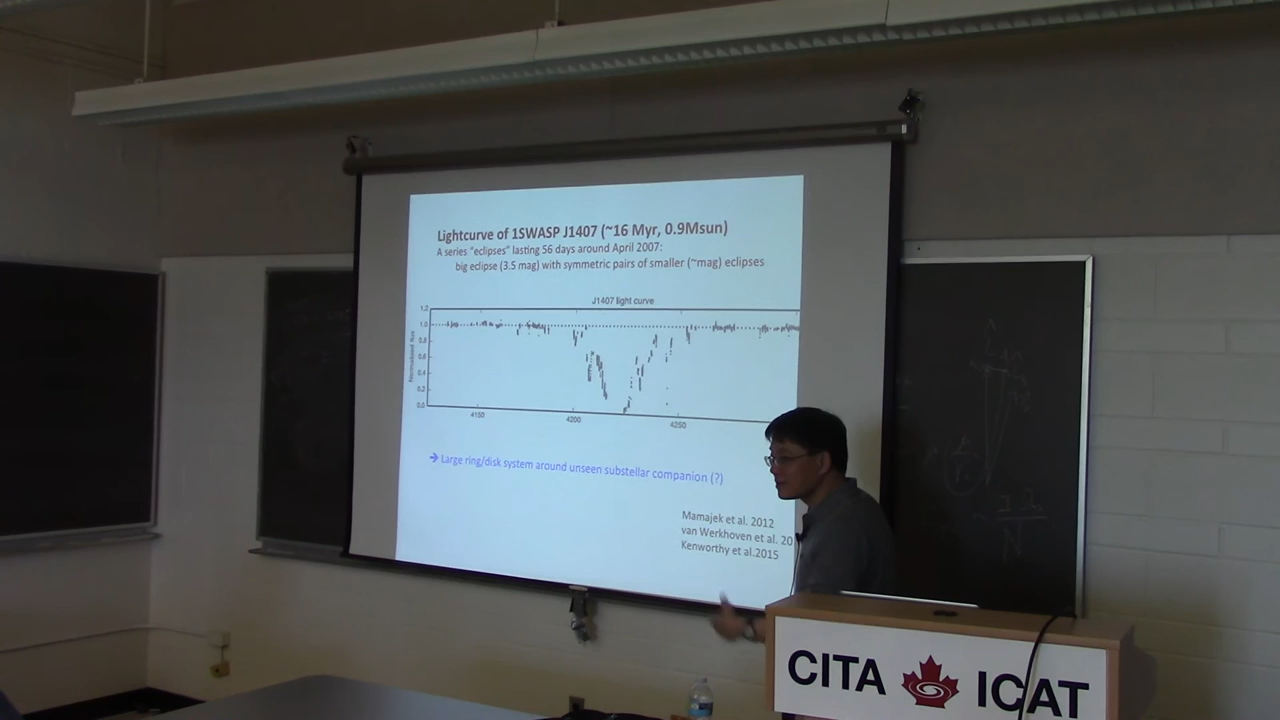 Lightcurve of 1SWASP J1407 (~16 Myr, 0.9Msun)
A series "eclipses" lasting 56 days around April 2007:
big eclipse (3.5 mag) with symmetric pairs of smaller (~mag) eclipses
J1407 light curve
Normalised flux
1.2
1.0
0.8
0.6
0.4
0.2
0.0
4150
4200
4250
→ Large ring/disk system around unseen substellar companion (?)
Mamajek et al. 2012
van Werkhoven et al. 20
Kenworthy et al.2015
CITA ICAT